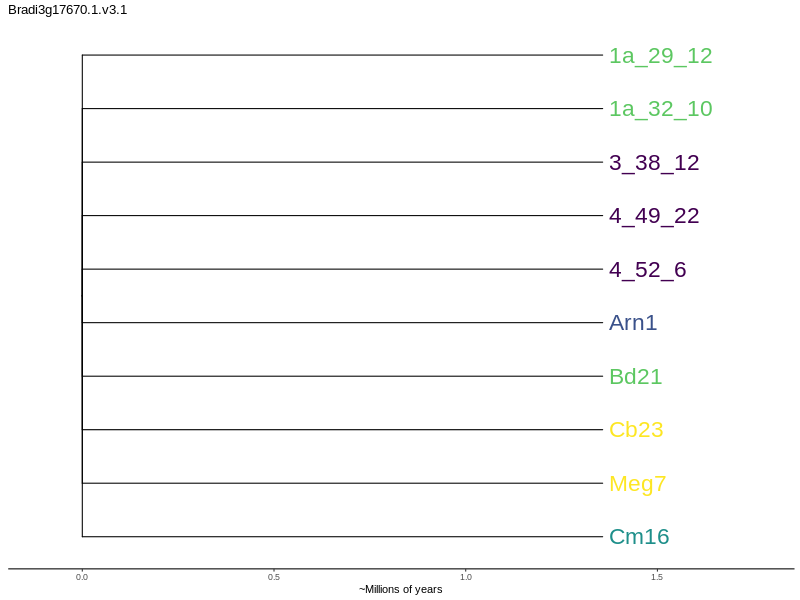 Bradi3g17670.1.v3.1
1a_29_12
1a_32_10
3_38_12
4_49_22
4_52_6
Arn1
Bd21
Cb23
Meg7
Cm16
0.0 0.5 1.0 1.5
~Millions of years